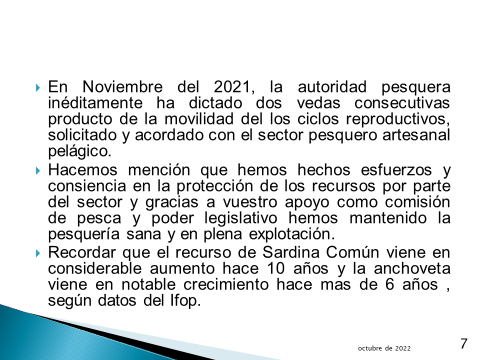 En Noviembre del 2021, la autoridad pesquera
inéditamente ha dictado dos vedas consecutivas
producto de la movilidad del los ciclos reproductivos,
solicitado y acordado con el sector pesquero artesanal
pelágico.
Hacemos mención que hemos hechos esfuerzos y
consiencia en la protección de los recursos por parte
del sector y gracias a vuestro apoyo como comisión
de pesca y poder legislativo hemos mantenido la
pesquería sana y en plena explotación.
Recordar que el recurso de Sardina Común viene en
considerable aumento hace 10 años y la anchoveta
viene en notable crecimiento hace mas de 6 años ,
según datos del Ifop.
octubre de 2022 7